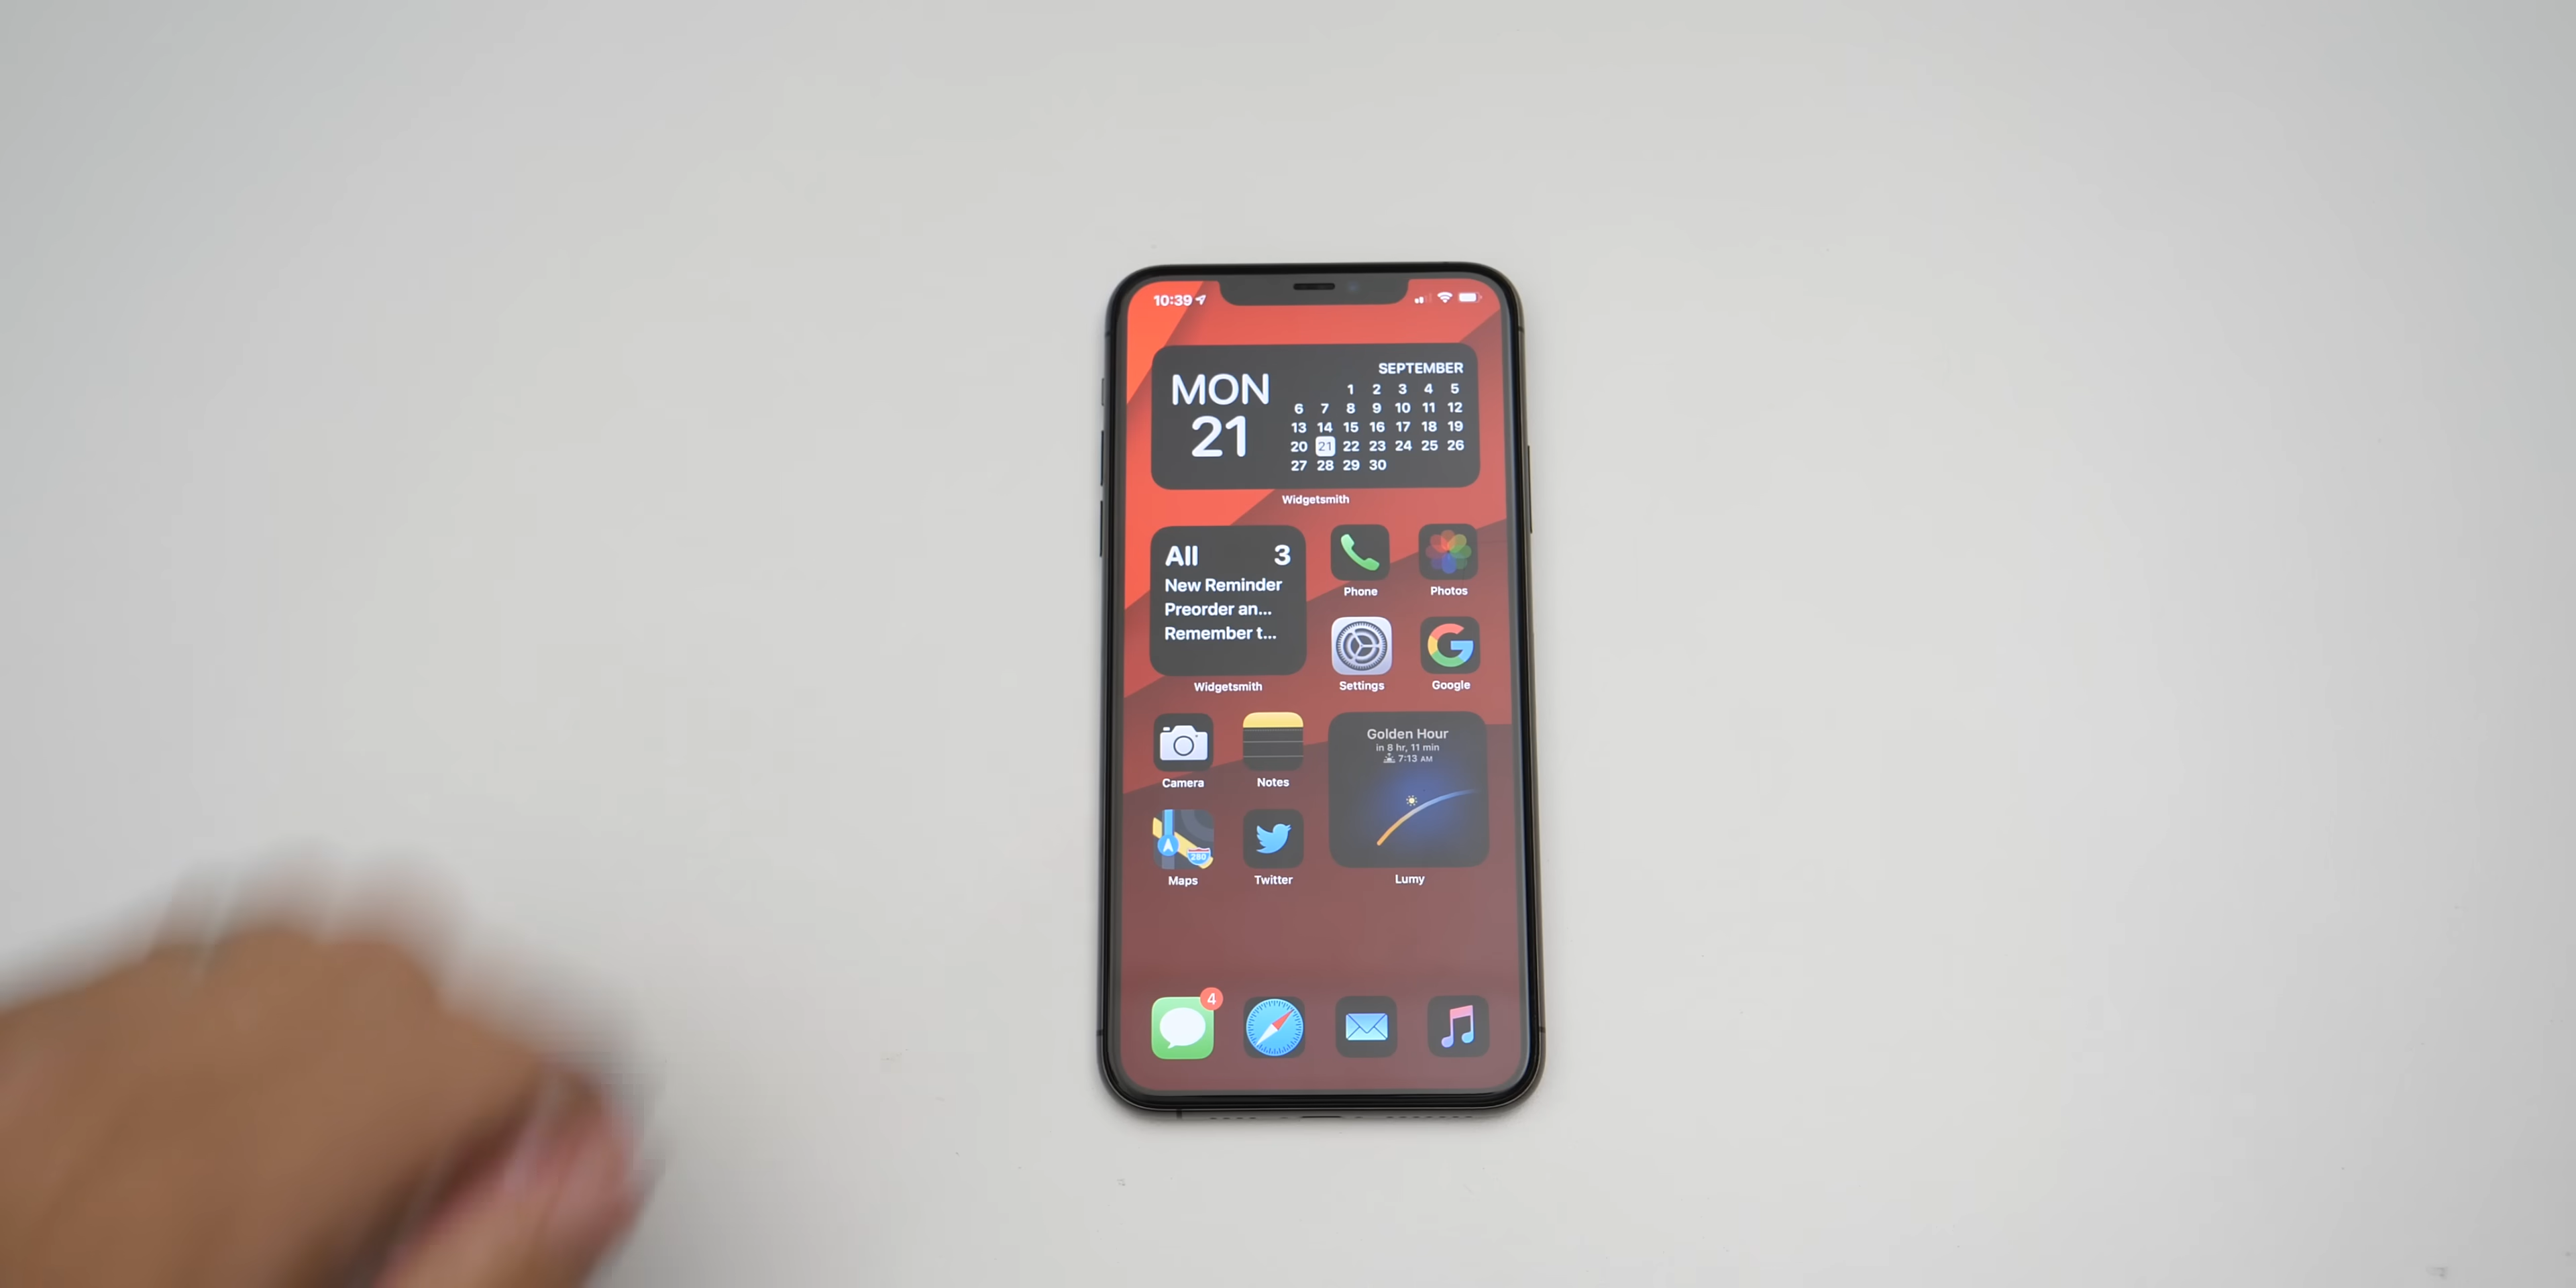 10:39
MON
21
SEPTEMBER
1 2 3 4 5
6 7 8 9 10 11 12
13 14 15 16 17 18 19
20 21 22 23 24 25 26
27 28 29 30
Widgetsmith
All 3
New Reminder
Preorder an...
Remember t...
Widgetsmith
Phone
Photos
Settings
G
Google
Camera
Notes
Golden Hour
in 8 hr, 11 min
7:13 AM
280
Maps
Twitter
Lumy
4